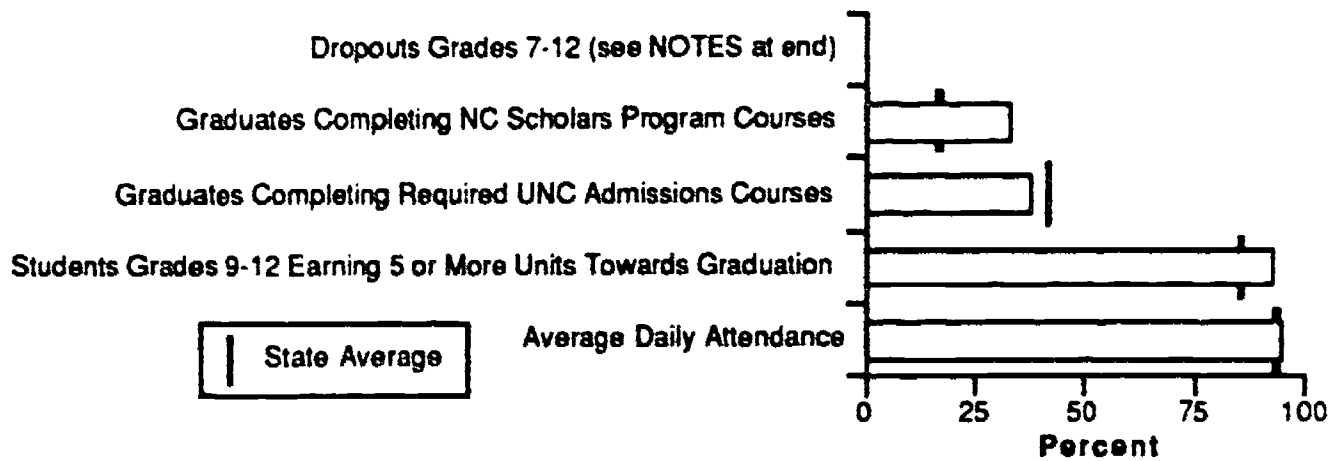 Dropouts Grades 7-12 (see NOTES at end)
Graduates Completing NC Scholars Program Courses
Graduates Completing Required UNC Admissions Courses
Students Grades 9-12 Earning 5 or More Units Towards Graduation
Average Daily Attendance
State Average
0 25 50 75 100
Percent